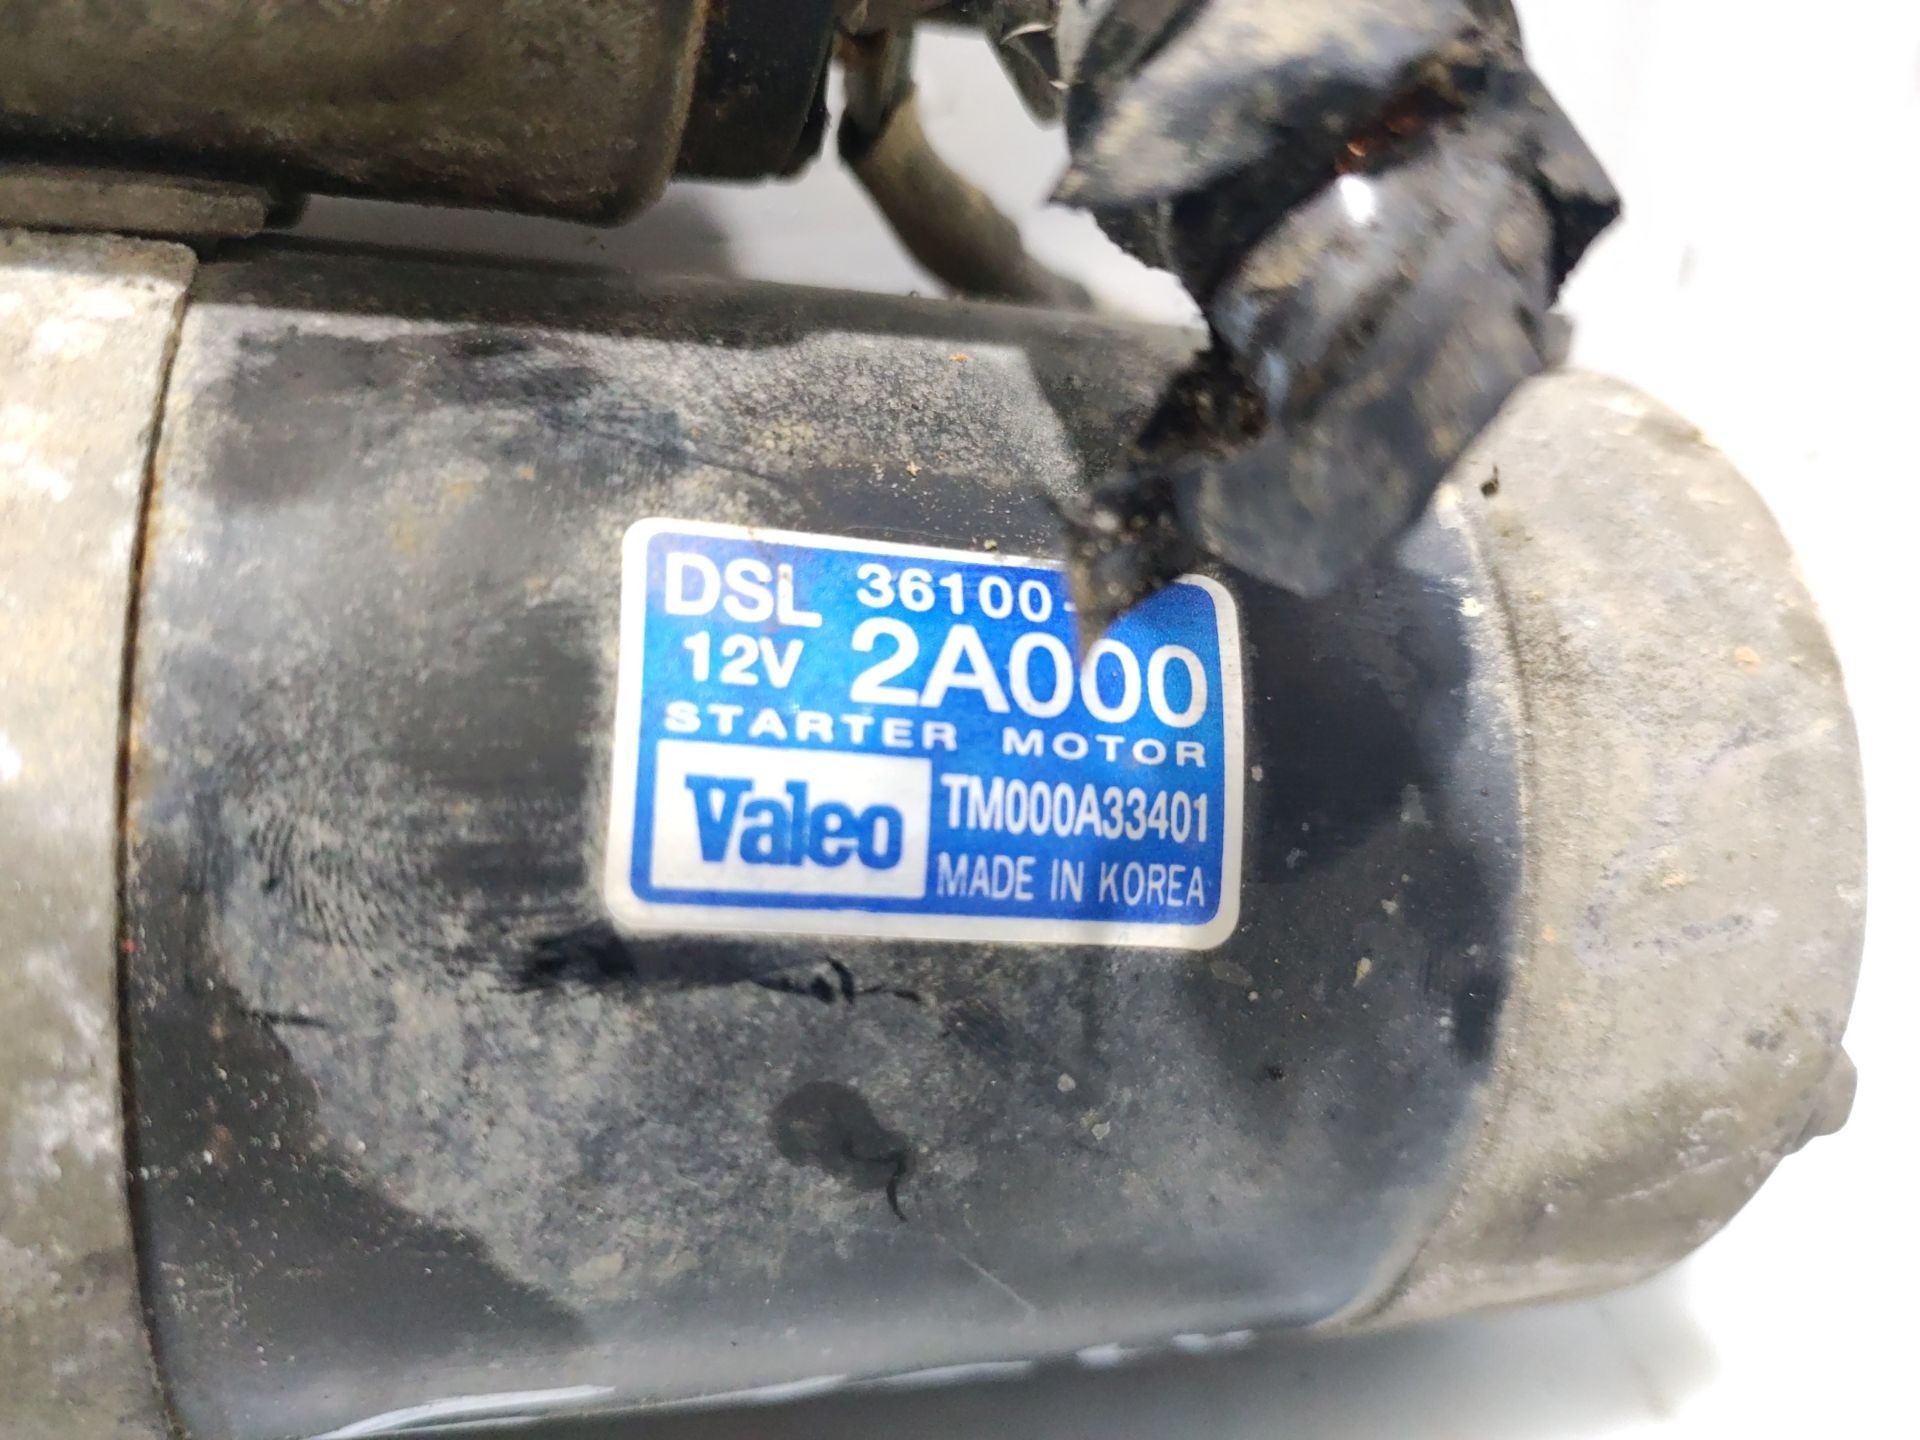 DSL 36100-
12V 2A000
STARTER MOTOR
Valeo TM000A33401
MADE IN KOREA